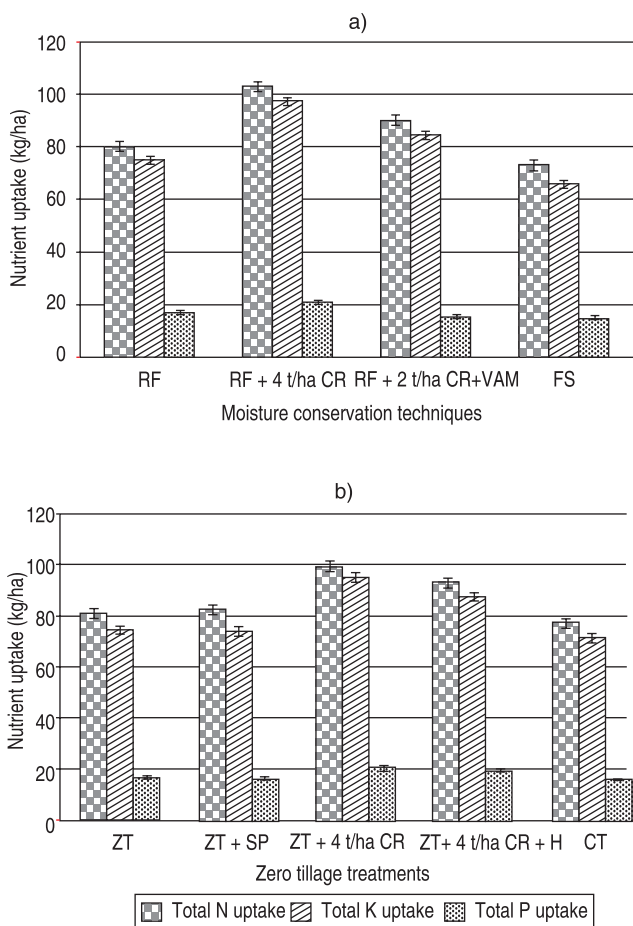 a)
Nutrient uptake (kg/ha)
120
100
80
60
40
20
0
RF RF + 4 t/ha CR RF + 2 t/ha CR+VAM FS
Moisture conservation techniques
b)
Nutrient uptake (kg/ha)
120
100
80
60
40
20
0
ZT ZT + SP ZT + 4 t/ha CR ZT+ 4 t/ha CR + H CT
Zero tillage treatments
Total N uptake Total K uptake Total P uptake